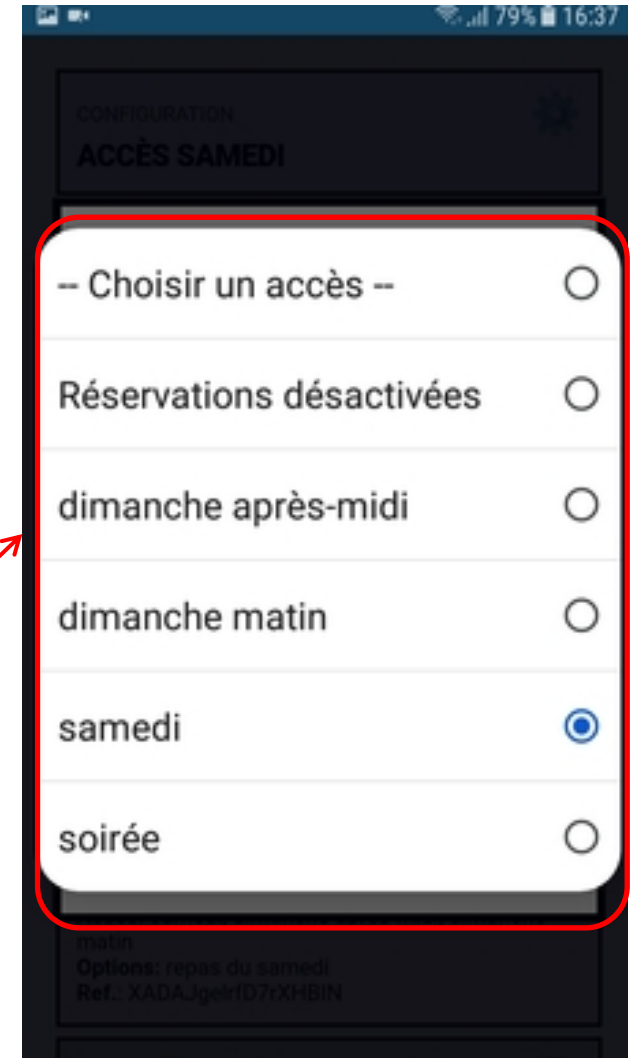 79% 16:37
CONFIGURATION
ACCÈS SAMEDI
-- Choisir un accès --
Réservations désactivées
dimanche après-midi
dimanche matin
samedi
soirée
matin
Options: repas du samedi
Ref.: